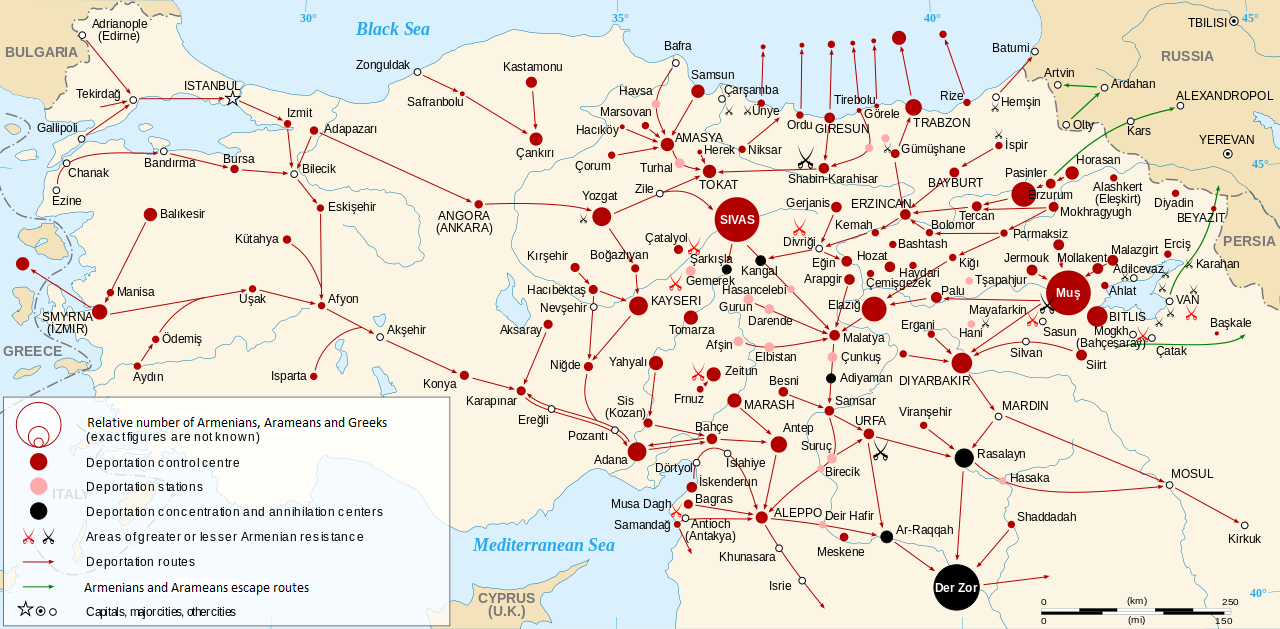 30°
35°
40°
45°
Black Sea
Adrianople
(Edirne)
BULGARIA
TBILISI
RUSSIA
Batumi
Bafra
Zonguldak
Kastamonu
Samsun
Çarşamba
Artvin
Ardahan
ALEXANDROPOL
Tekirdağ
ISTANBUL
Safranbolu
Havsa
Ünye
Tirebolu
Rize
Hemşin
Izmit
Marsovan
Ordu
GIRESUN
Görele
TRABZON
Olty
Kars
Gallipoli
Adapazarı
Hacıköy
AMASYA
YEREVAN
Bandırma
Bursa
Bilecik
Çankırı
Çorum
Turhal
Herek
Niksar
Gümüşhane
İspir
Horasan
45°
Chanak
TOKAT
Shabin-Karahisar
BAYBURT
Pasinler
Alashkert
(Eleşkirt)
Ezine
Zile
Erzurum
Diyadin
Balıkesir
Eskişehir
ANGORA
(ANKARA)
Yozgat
SIVAS
Gerjanis
ERZINCAN
Tercan
Mokhragyugh
BEYAZIT
Kütahya
Çatalyol
Kemah
Bolomor
Parmaksiz
PERSIA
Kırşehir
Boğazlıyan
Şarkışla
Divriği
Bashtash
Malazgirt
Erciş
Gemerek
Kangal
Eğin
Hozat
Kiği
Jermouk
Mollakent
Karahan
Manisa
Hacıbektaş
Haydari
Adilcevaz
Uşak
Afyon
Nevşehir
KAYSERI
Hasancelebi
Arapgir
Çemişgezek
Tşapahjur
Muş
Ahlat
VAN
SMYRNA
(İZMİR)
Gurun
Elazığ
Palu
Mayafarkin
BITLIS
Aksaray
Tomarza
Darende
Hani
Sasun
Mogkh
(Bahçesaray)
Başkale
Ödemiş
Akşehir
Afşin
Malatya
Ergani
Silvan
Çatak
GREECE
Niğde
Yahyalı
Elbistan
Çunkuş
Siirt
Aydın
Isparta
Konya
Zeitun
Besni
Adiyaman
DIYARBAKIR
Karapınar
Frnuz
Sis
(Kozan)
MARASH
Samsar
Viranşehir
MARDIN
Ereğli
Pozantı
Bahçe
Antep
URFA
Adana
Suruç
Rasalayn
Dörtyol
İslahiye
Birecik
Hasaka
MOSUL
İskenderun
Musa Dagh
Bagras
Samandağ
Antioch
(Antakya)
ALEPPO
Deir Hafir
Shaddadah
Meskene
Ar-Raqqah
Kirkuk
Mediterranean Sea
Khunasara
Isrie
Der Zor
CYPRUS
(U.K.)
40°
ITALY
Relative number of Armenians, Arameans and Greeks
(exact figures are not known)
Deportation control centre
Deportation stations
Deportation concentration and annihilation centers
Areas of greater or lesser Armenian resistance
Deportation routes
Armenians and Arameans escape routes
Capitals, major cities, other cities
0 (km) 250
0 (mi) 150